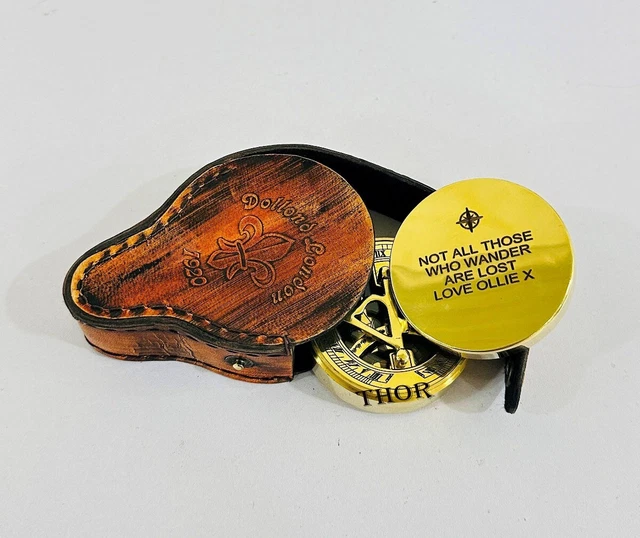 Dollond London
1920
NOT ALL THOSE
WHO WANDER
ARE LOST
LOVE OLLIE X
THOR